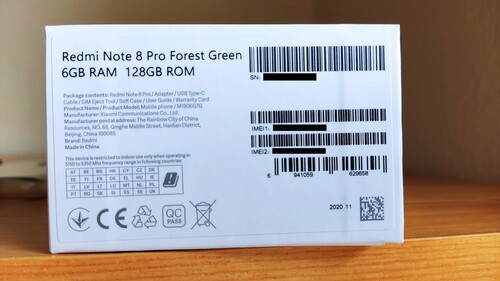 Redmi Note 8 Pro Forest Green
6GB RAM 128GB ROM
Package contents: Redmi Note 8 Pro / Adapter / USB Type-C
Cable / SIM Eject Tool / Soft Case / User Guide / Warranty Card
Product Name / Product Model: Mobile phone / M1906G7G
Manufacturer: Xiaomi Communications Co., Ltd.
Manufacturer postal address: The Rainbow City of China
Resources, NO. 68, Qinghe Middle Street, Haidian District,
Beijing, China 100085
Brand: Redmi
Made in China
This device is restricted to indoor use only when operating in
5150 to 5350 MHz frequency range in following countries:
AT BE BG HR CY CZ DK
EE FI FR DE EL HU IE
IT LV LT LU MT NL PL
PT RO SK SI ES SE UK
CE
QC
PASS
SN:
IMEI1:
IMEI2:
6 941059 629658
2020.11